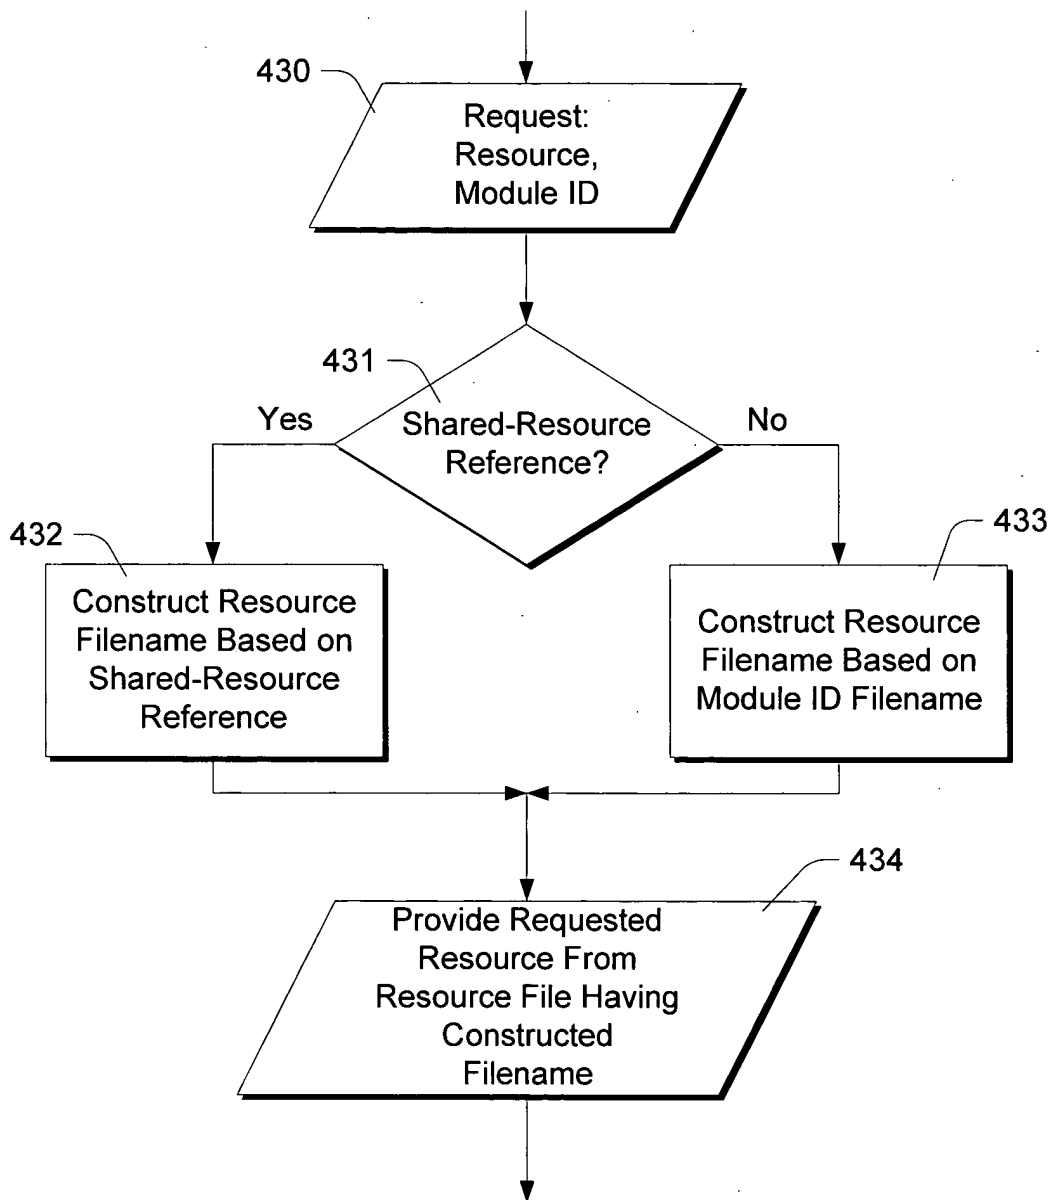 430
Request:
Resource,
Module ID
431
Yes
Shared-Resource
Reference?
No
432
433
Construct Resource
Filename Based on
Shared-Resource
Reference
Construct Resource
Filename Based on
Module ID Filename
434
Provide Requested
Resource From
Resource File Having
Constructed
Filename